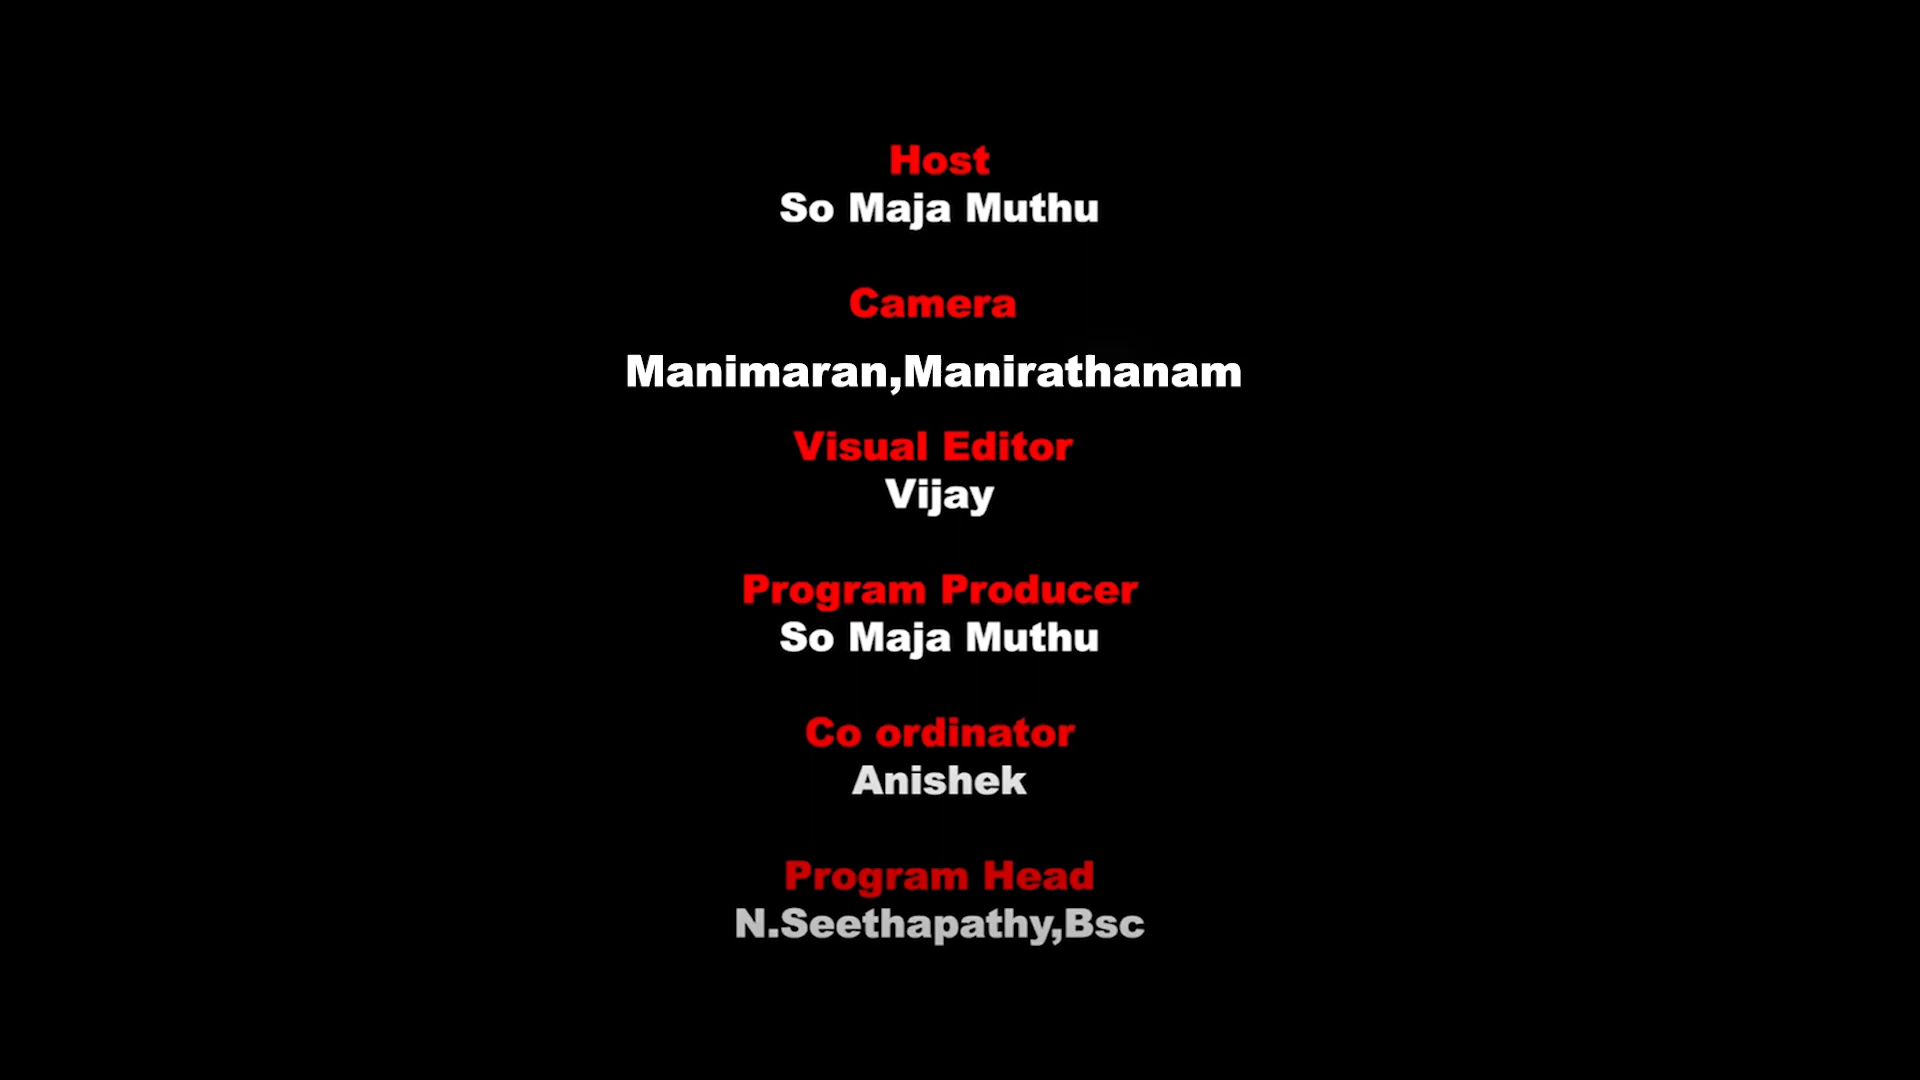 Host
So Maja Muthu
Camera
Manimaran,Manirathanam
Visual Editor
Vijay
Program Producer
So Maja Muthu
Co ordinator
Anishek
Program Head
N.Seethapathy,Bsc